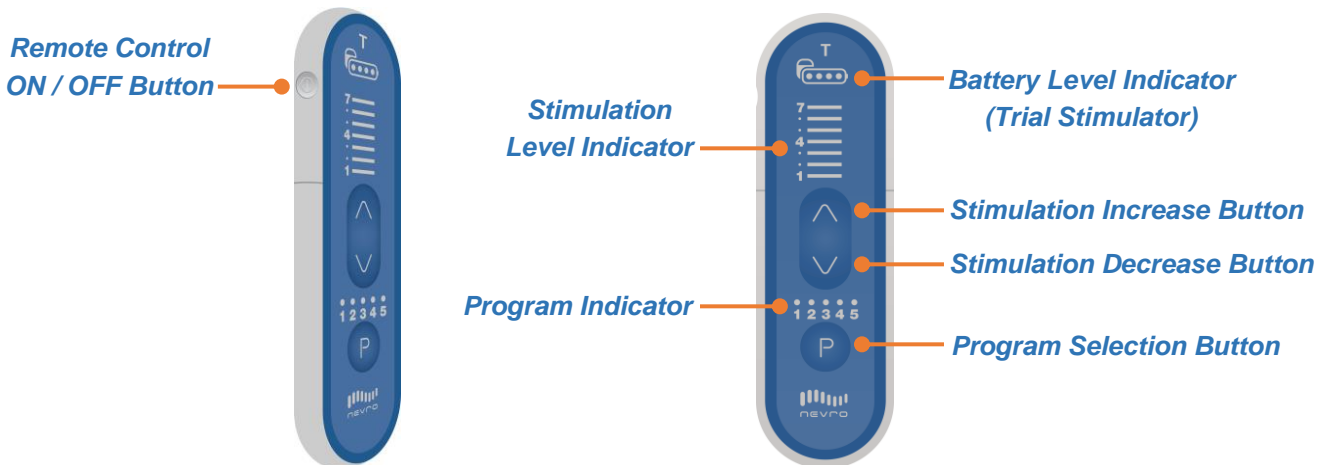 Remote Control
ON / OFF Button
T
7
4
1
1 2 3 4 5
P
nevro
Stimulation
Level Indicator
Program Indicator
T
7
4
1
1 2 3 4 5
P
nevro
Battery Level Indicator
(Trial Stimulator)
Stimulation Increase Button
Stimulation Decrease Button
Program Selection Button